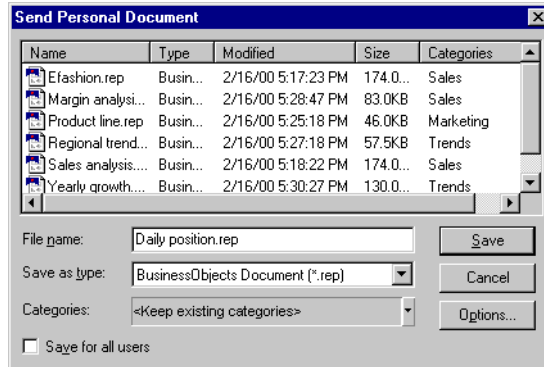 Send Personal Document
Name Type Modified Size Categories
Efashion.rep Busin... 2/16/00 5:17:23 PM 174.0... Sales
Margin analysi... Busin... 2/16/00 5:28:47 PM 83.0KB Sales
Product line.rep Busin... 2/16/00 5:25:18 PM 46.0KB Marketing
Regional trend... Busin... 2/16/00 5:27:18 PM 57.5KB Trends
Sales analysis.... Busin... 2/16/00 5:18:22 PM 174.0... Sales
Yearly growth.... Busin... 2/16/00 5:30:27 PM 130.0... Trends
File name: Daily position.rep Save
Save as type: BusinessObjects Document (*.rep) Cancel
Categories: <Keep existing categories> Options...
Save for all users